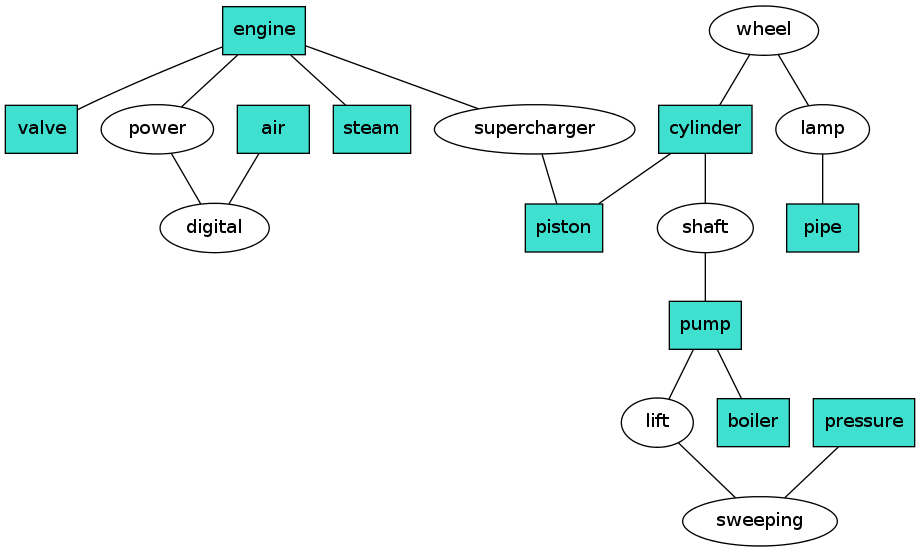 engine
wheel
valve
power
air
steam
supercharger
cylinder
lamp
digital
piston
shaft
pipe
pump
lift
boiler
pressure
sweeping